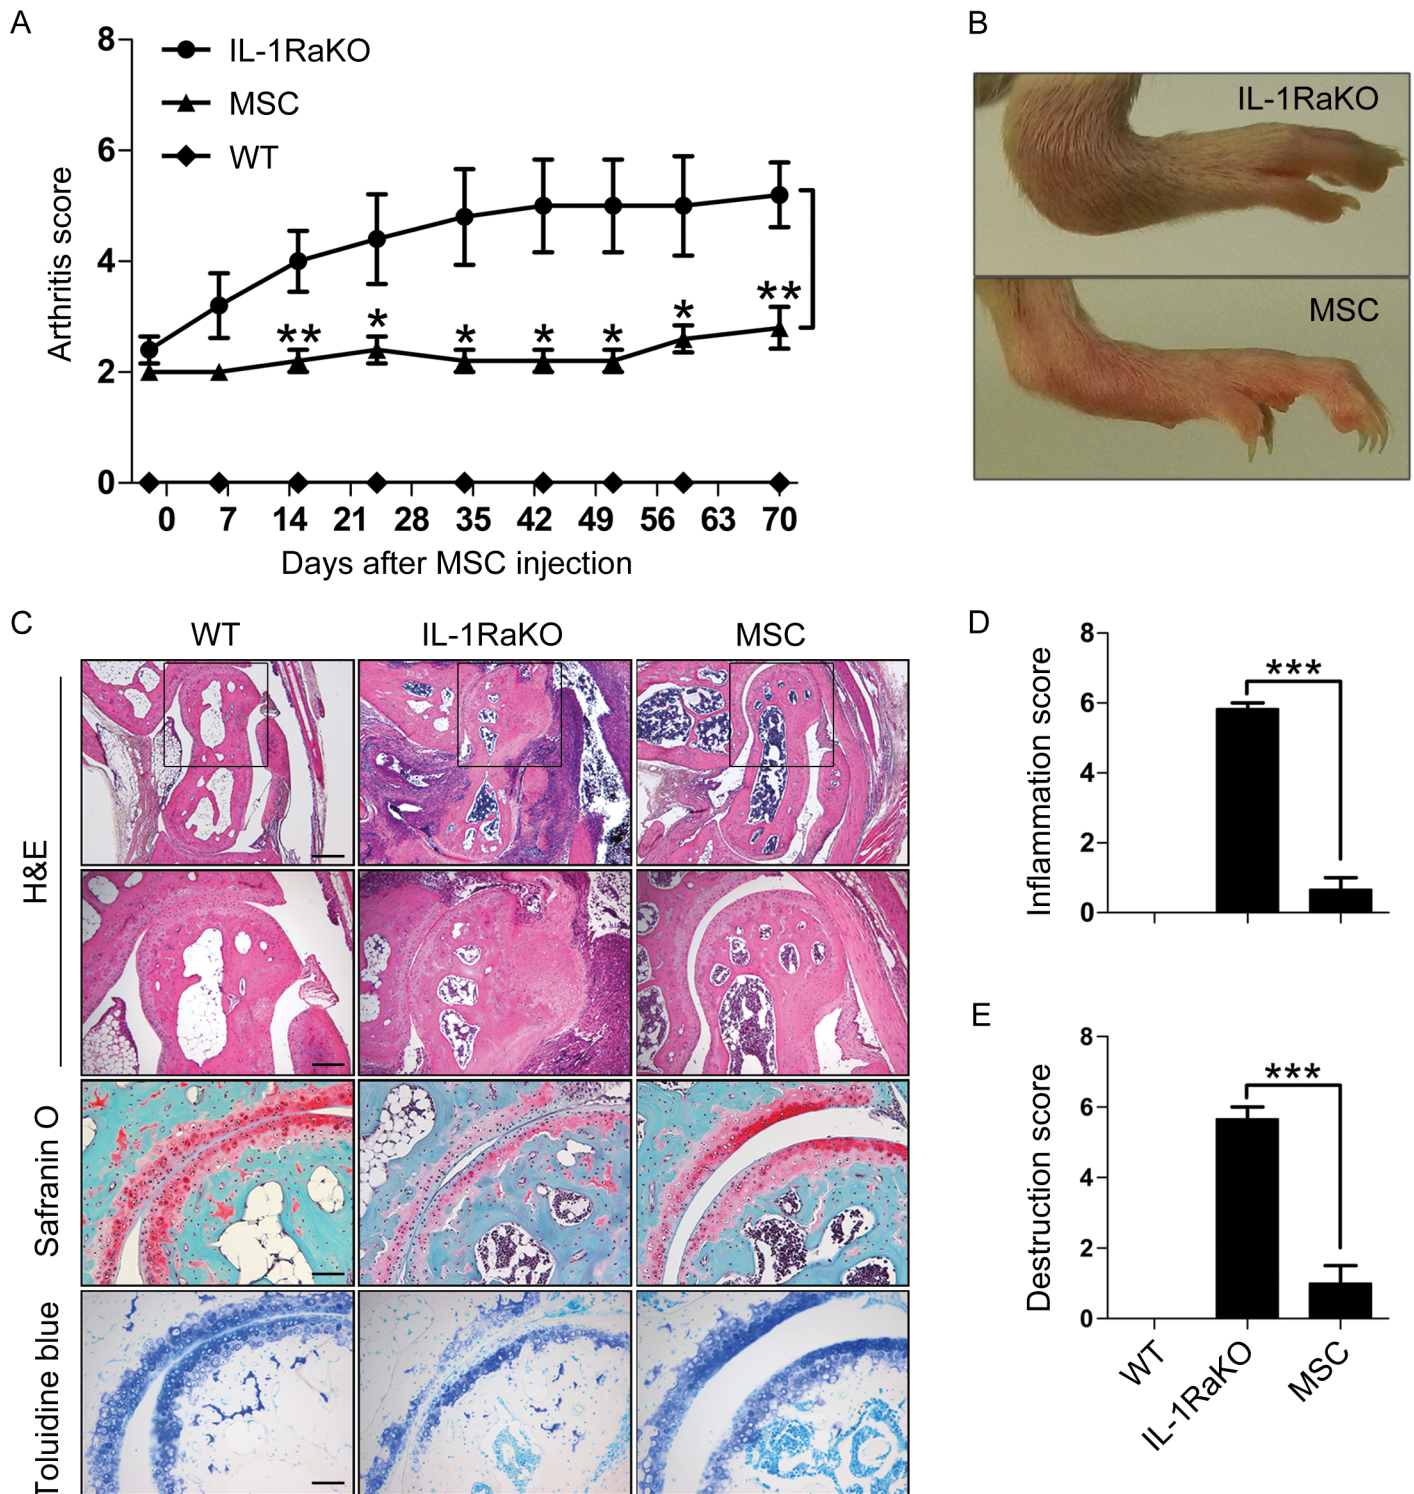 A
8
6
4
2
0
Arthritis score
IL-1RaKO
MSC
WT
** * * * * * **
0 7 14 21 28 35 42 49 56 63 70
Days after MSC injection
B
IL-1RaKO
MSC
C
WT IL-1RaKO MSC
H&E
Safranin O
Toluidine blue
D
8
6
4
2
0
Inflammation score
***
E
8
6
4
2
0
Destruction score
***
WT IL-1RaKO MSC